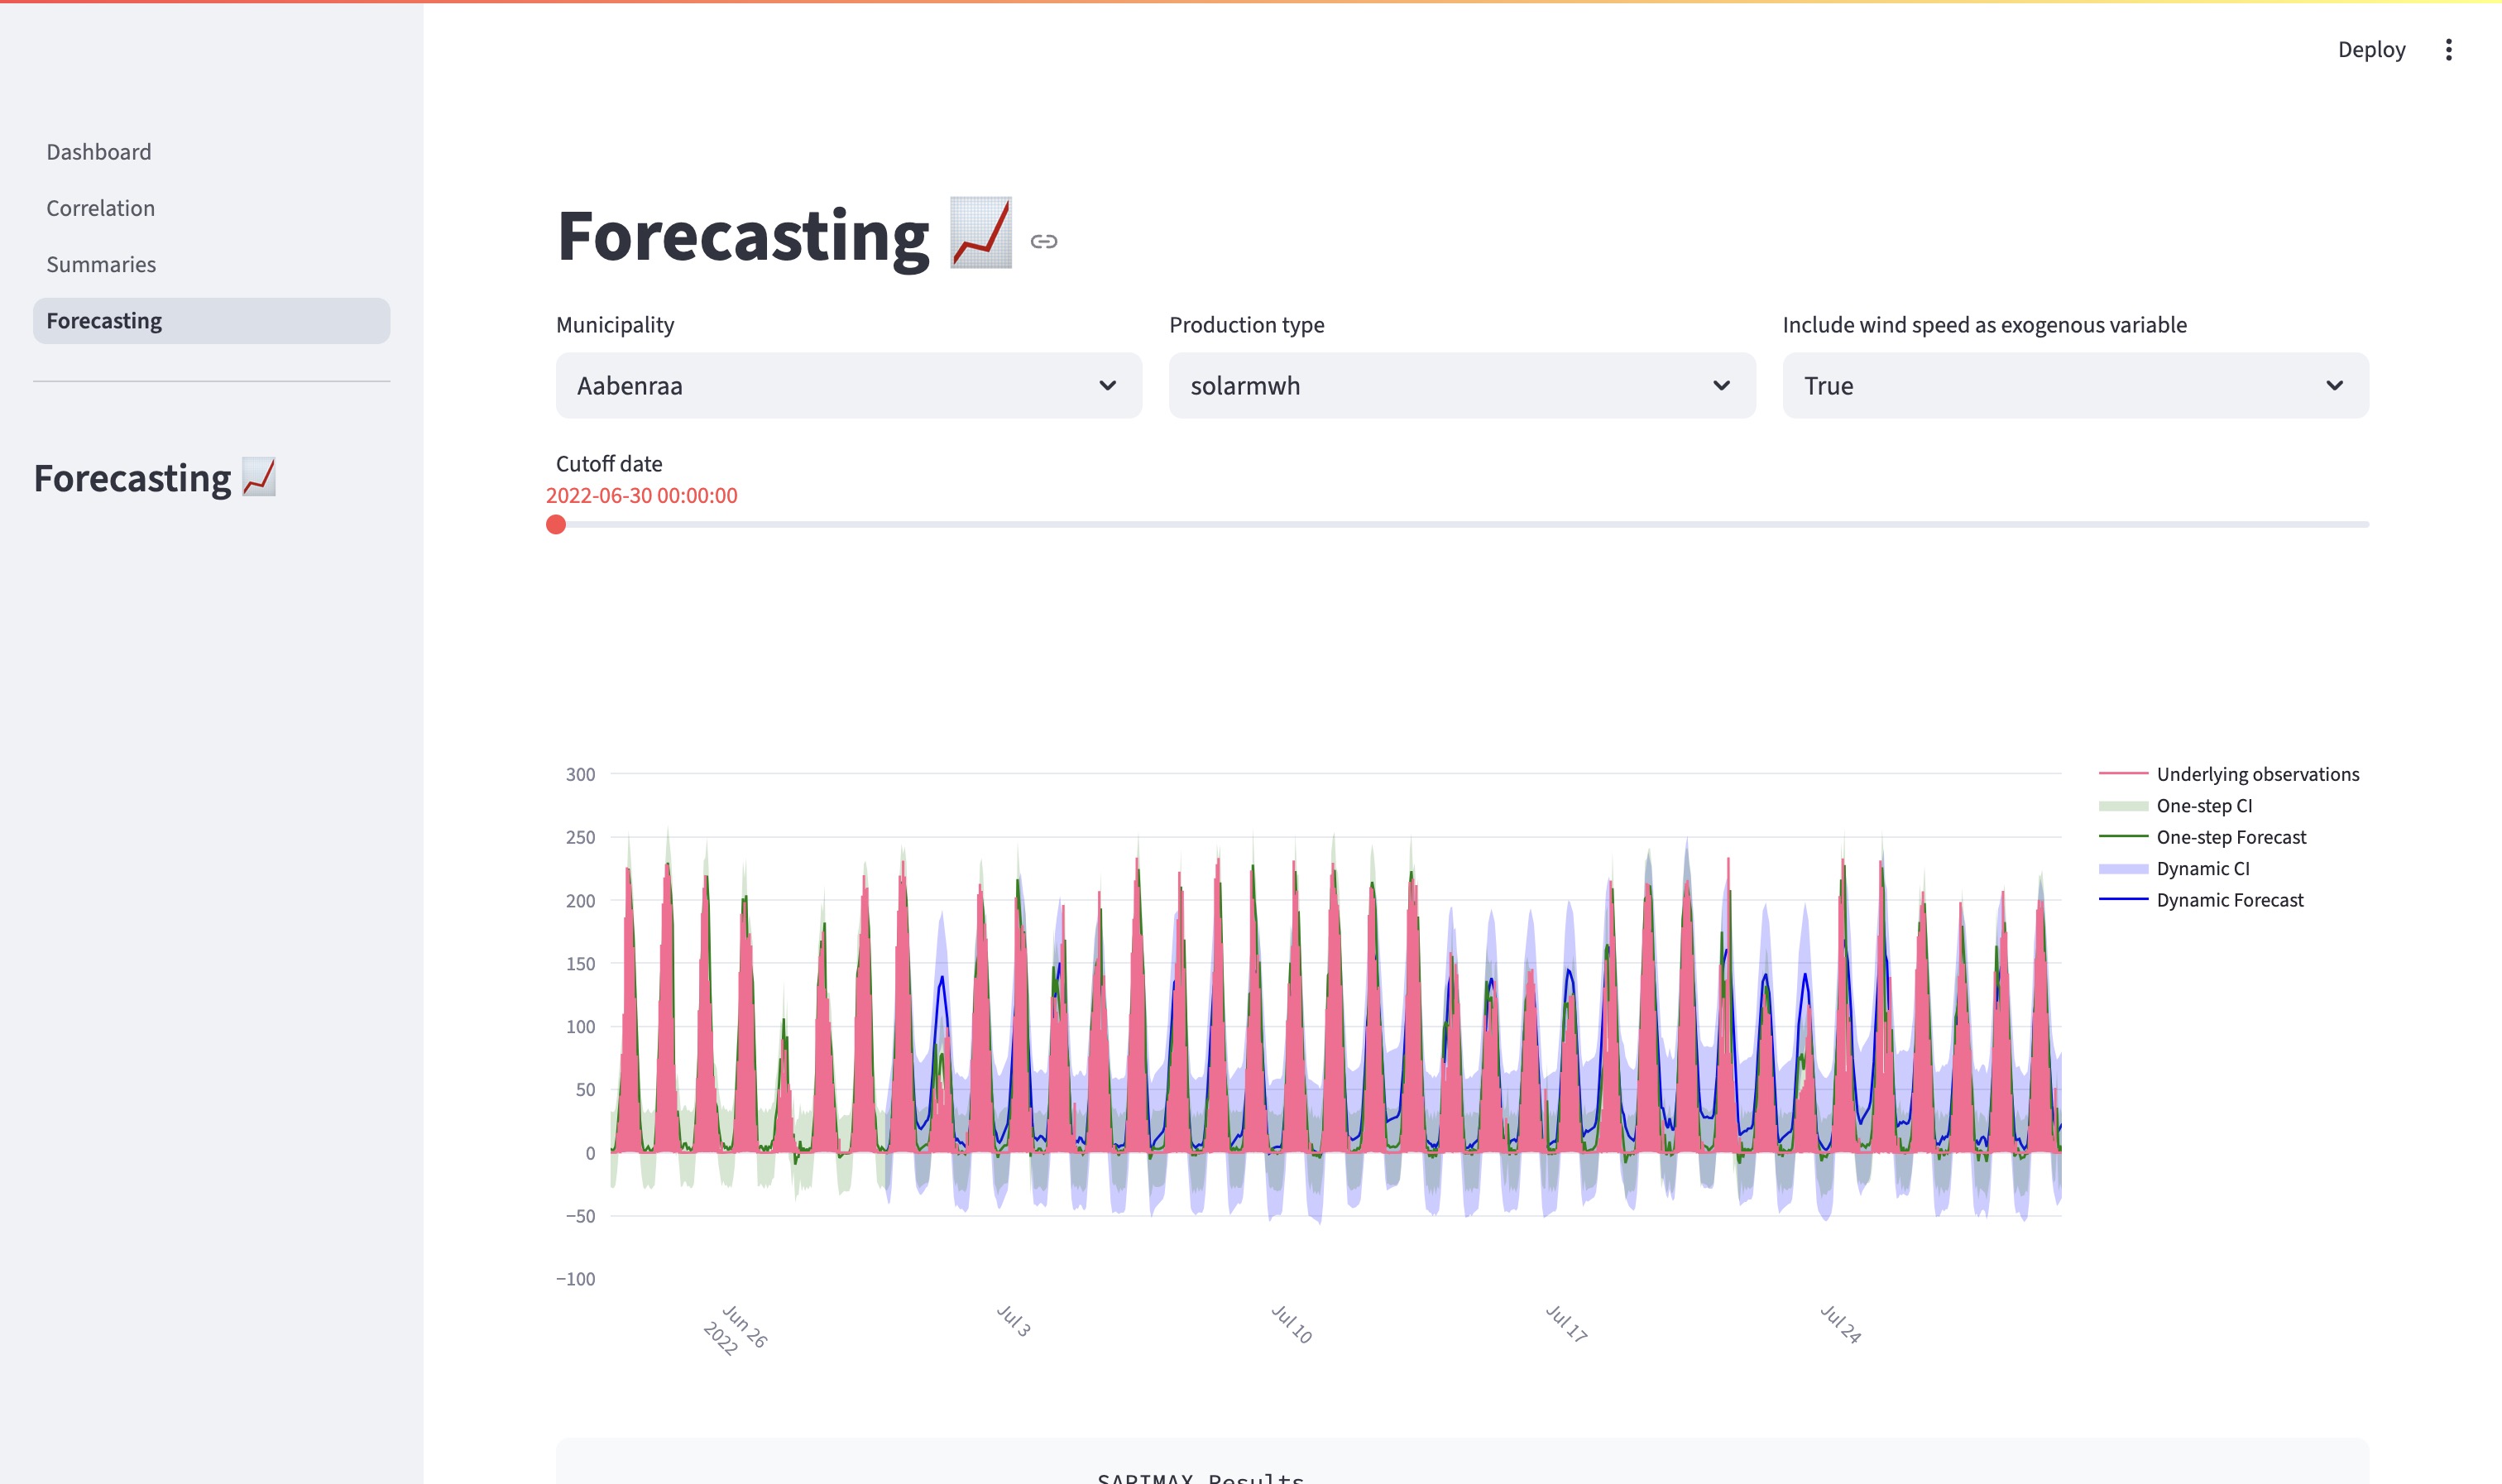 Deploy
Dashboard
Correlation
Summaries
Forecasting
Forecasting
Forecasting
Municipality
Production type
Include wind speed as exogenous variable
Aabenraa
solarmwh
True
Cutoff date
2022-06-30 00:00:00
300
250
200
150
100
50
0
−50
−100
Jun 26
2022
Jul 3
Jul 10
Jul 17
Jul 24
Underlying observations
One-step CI
One-step Forecast
Dynamic CI
Dynamic Forecast
SARIMAX Results